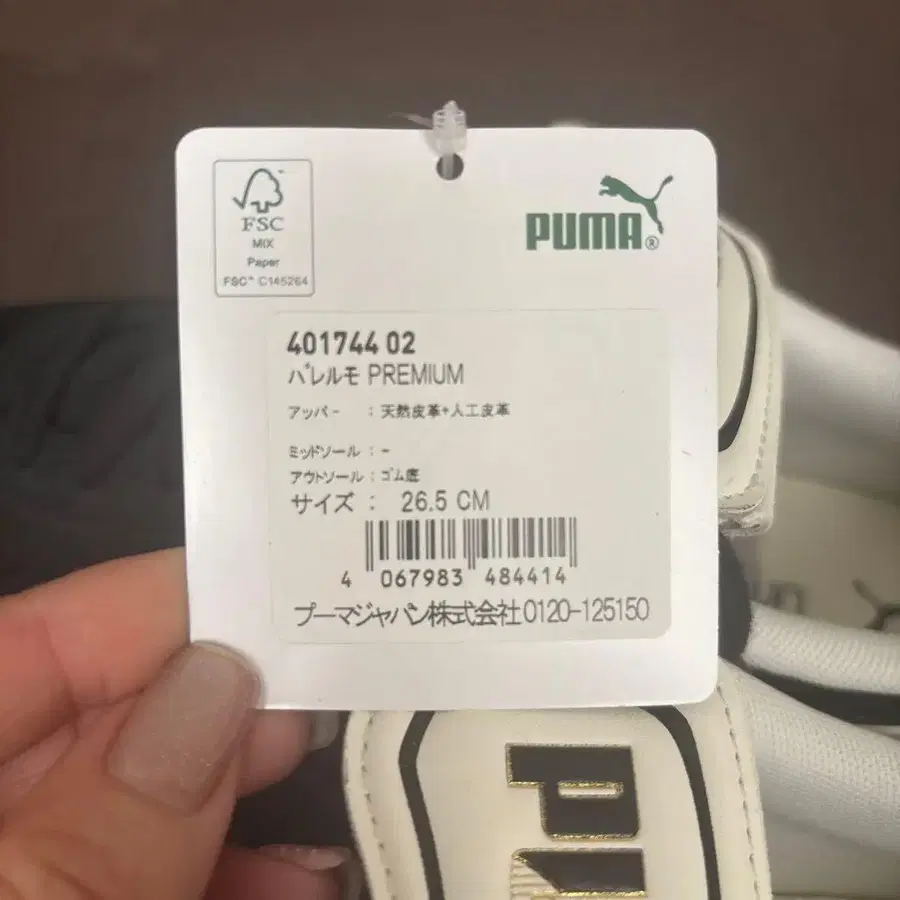 FSC
MIX
Paper
FSC™ C145264
PUMA®
401744 02
パレルモ PREMIUM
アッパー : 天然皮革+人工皮革
ミッドソール : -
アウトソール : ゴム底
サイズ : 26.5 CM
4 067983 484414
プーマジャパン株式会社 0120-125150